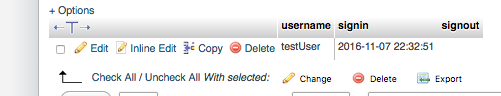 + Options
←T→ username signin signout
Edit Inline Edit Copy Delete testUser 2016-11-07 22:32:51
Check All / Uncheck All With selected: Change Delete Export